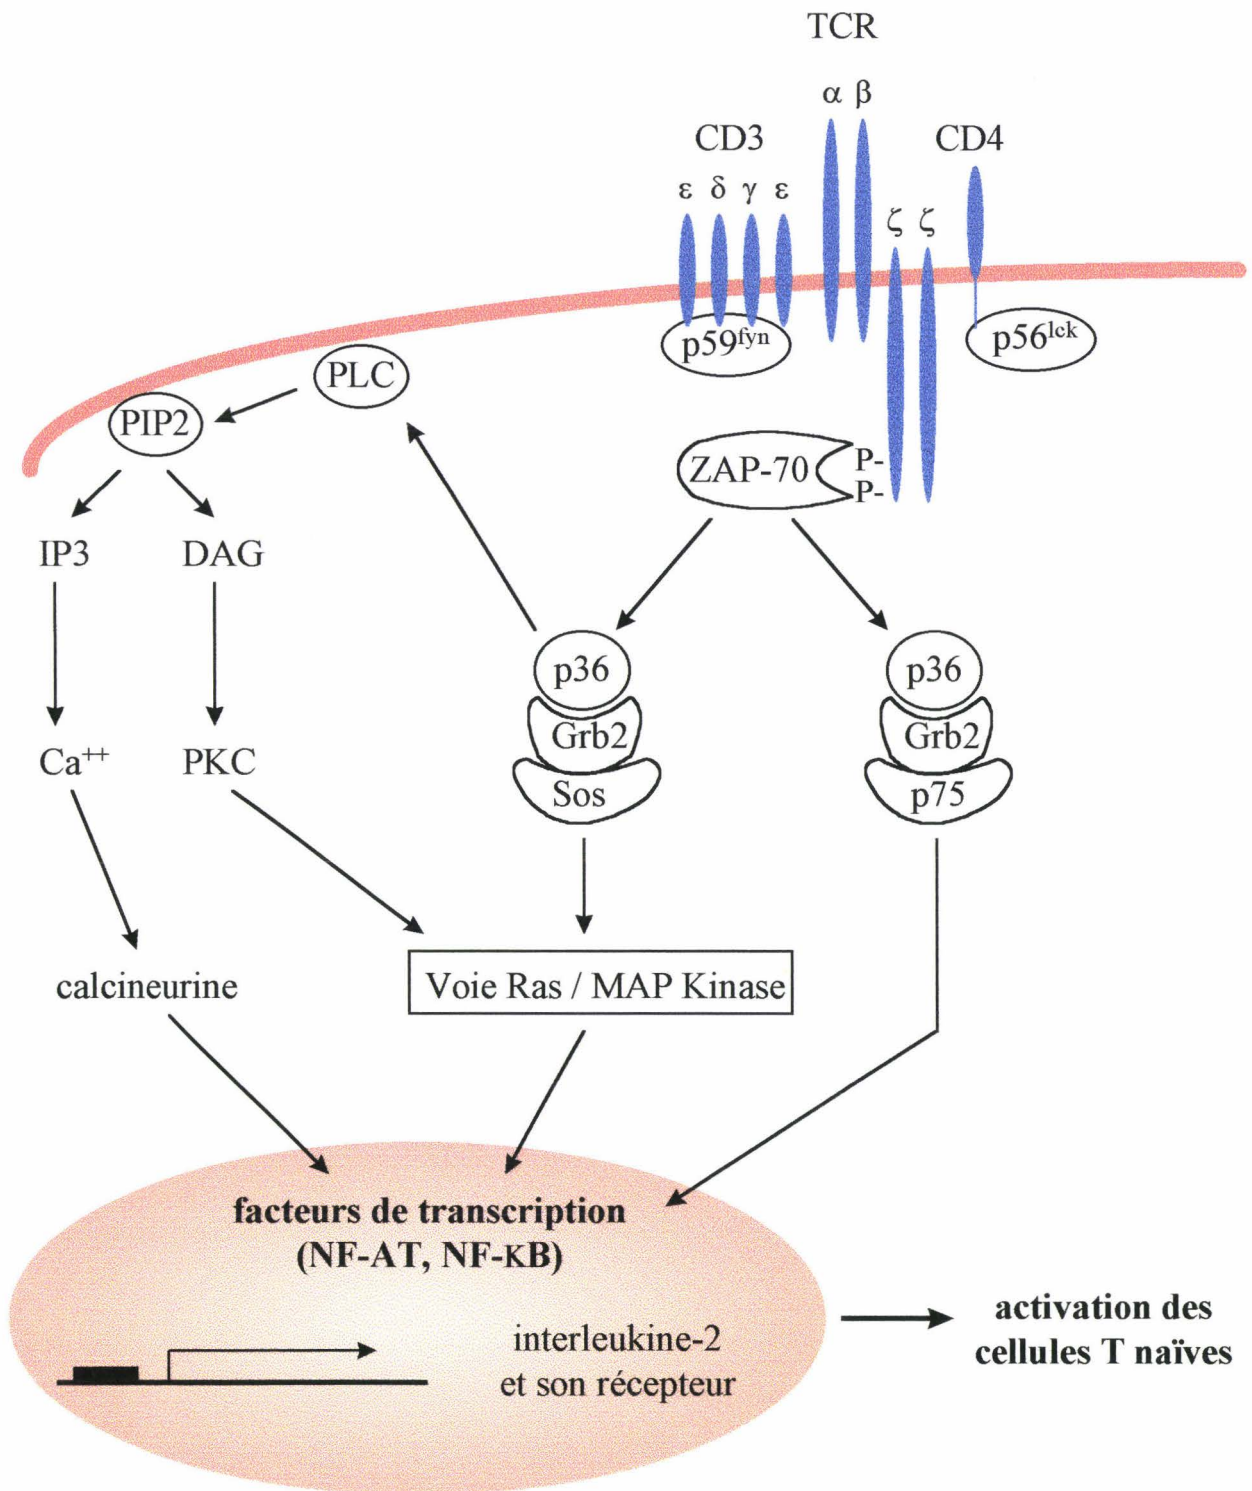 TCR
α β
CD3
CD4
ε δ γ ε
ζ ζ
p59fyn
p56lck
PLC
PIP2
ZAP-70
P-
P-
IP3
DAG
p36
p36
Grb2
Grb2
Ca++
PKC
Sos
p75
calcineurine
Voie Ras / MAP Kinase
facteurs de transcription
(NF-AT, NF-κB)
interleukine-2
et son récepteur
activation des
cellules T naïves